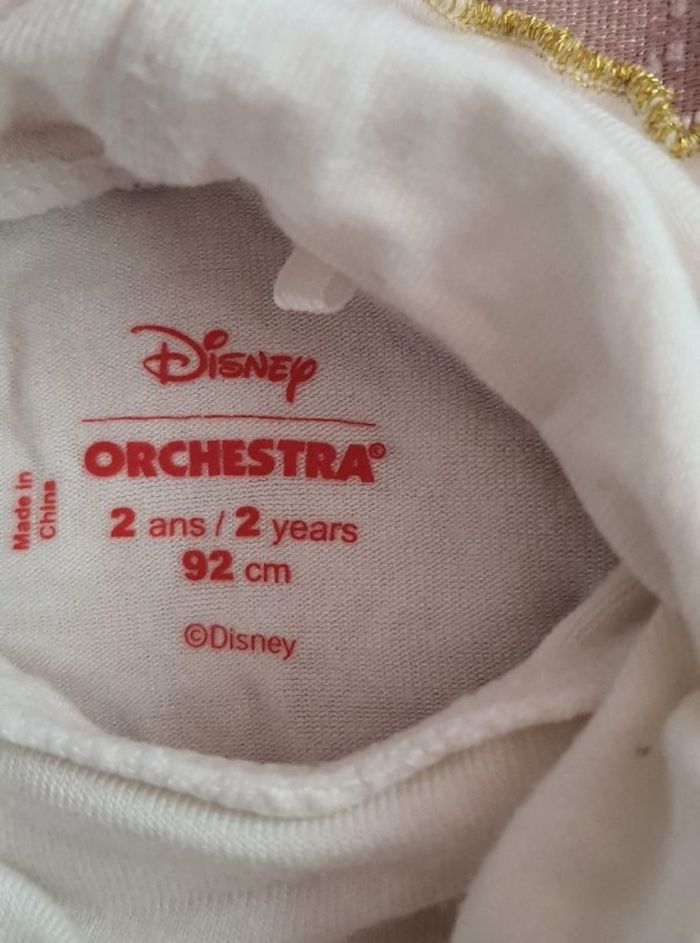 Disney
ORCHESTRA®
2 ans / 2 years
92 cm
©Disney
Made in
China